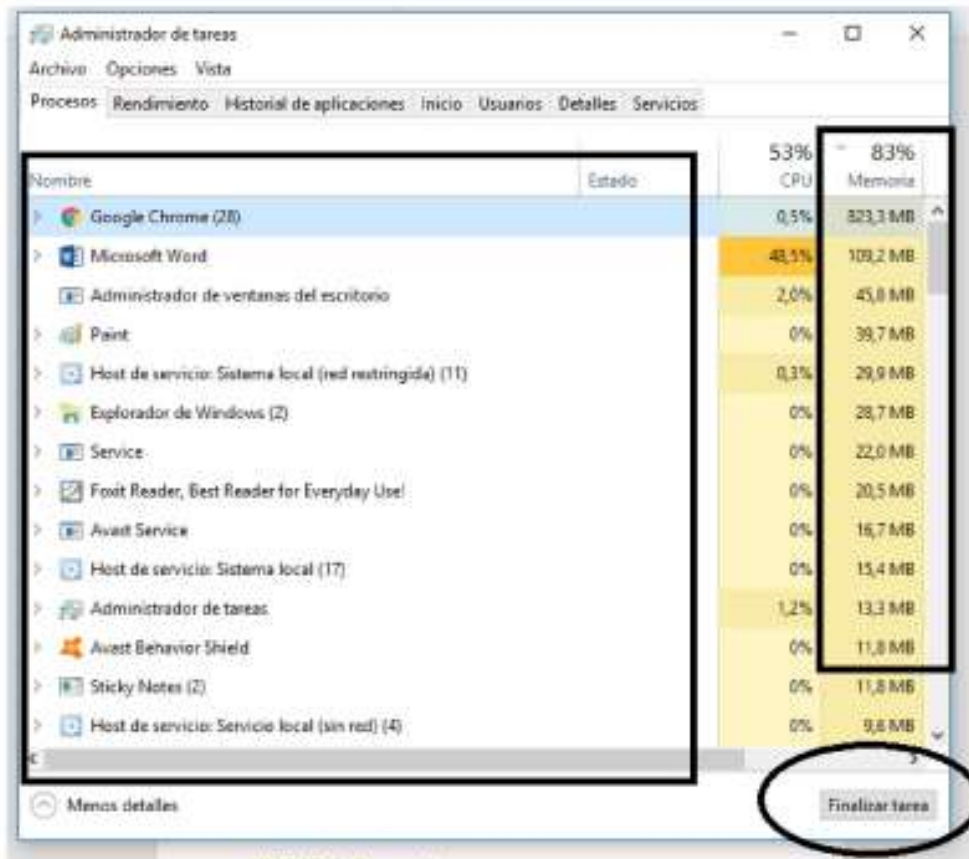 Administrador de tareas
Archivo Opciones Vista
Procesos Rendimiento Historial de aplicaciones Inicio Usuarios Detalles Servicios
53% 83%
Nombre Estado CPU Memoria
Google Chrome (28) 0,5% 823,3 MB
Microsoft Word 48,5% 109,2 MB
Administrador de ventanas del escritorio 2,0% 45,8 MB
Paint 0% 39,7 MB
Host de servicio: Sistema local (red restringida) (11) 0,3% 29,9 MB
Explorador de Windows (2) 0% 28,7 MB
Service 0% 22,0 MB
Foxit Reader, Best Reader for Everyday Use! 0% 20,5 MB
Avast Service 0% 16,7 MB
Host de servicio: Sistema local (17) 0% 15,4 MB
Administrador de tareas 1,2% 13,3 MB
Avast Behavior Shield 0% 11,8 MB
Sticky Notes (2) 0% 11,8 MB
Host de servicio: Servicio local (sin red) (4) 0% 9,6 MB
Menos detalles Finalizar tarea